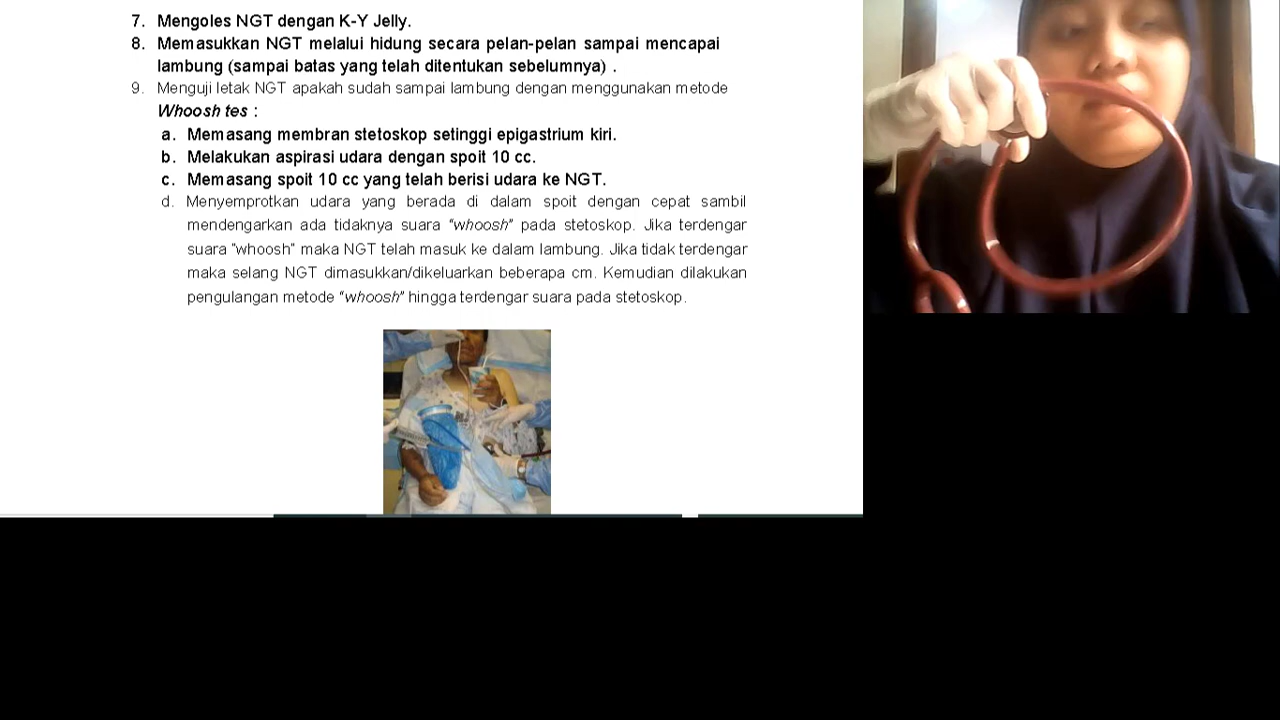 7. Mengoles NGT dengan K-Y Jelly.
8. Memasukkan NGT melalui hidung secara pelan-pelan sampai mencapai
lambung (sampai batas yang telah ditentukan sebelumnya) .
9. Menguji letak NGT apakah sudah sampai lambung dengan menggunakan metode
Whoosh tes :
a. Memasang membran stetoskop setinggi epigastrium kiri.
b. Melakukan aspirasi udara dengan spoit 10 cc.
c. Memasang spoit 10 cc yang telah berisi udara ke NGT.
d. Menyemprotkan udara yang berada di dalam spoit dengan cepat sambil
mendengarkan ada tidaknya suara “whoosh” pada stetoskop. Jika terdengar
suara “whoosh” maka NGT telah masuk ke dalam lambung. Jika tidak terdengar
maka selang NGT dimasukkan/dikeluarkan beberapa cm. Kemudian dilakukan
pengulangan metode “whoosh” hingga terdengar suara pada stetoskop.